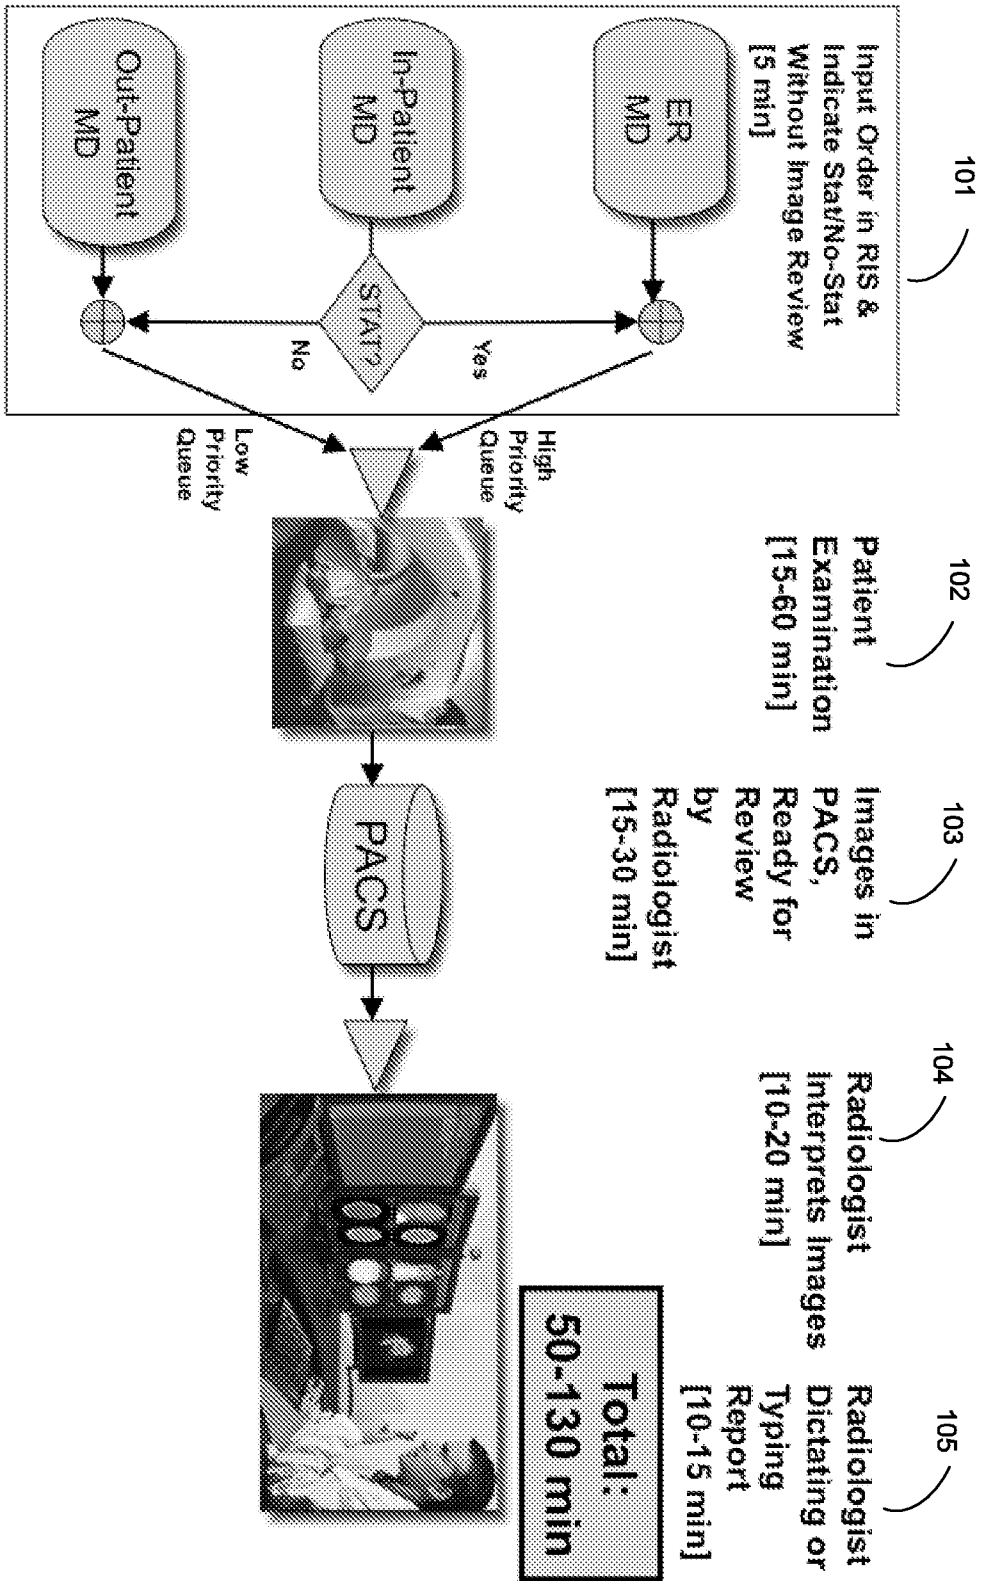 101
Input Order in RIS &
Indicate Stat/No-Stat
Without Image Review
[5 min]
ER
MD
In-Patient
MD
Out-Patient
MD
STAT?
Yes
No
High
Priority
Queue
Low
Priority
Queue
102
Patient
Examination
[15-60 min]
103
Images in
PACS,
Ready for
Review
by
Radiologist
[15-30 min]
PACS
104
Radiologist
Interprets Images
[10-20 min]
105
Radiologist
Dictating or
Typing
Report
[10-15 min]
Total:
50-130 min